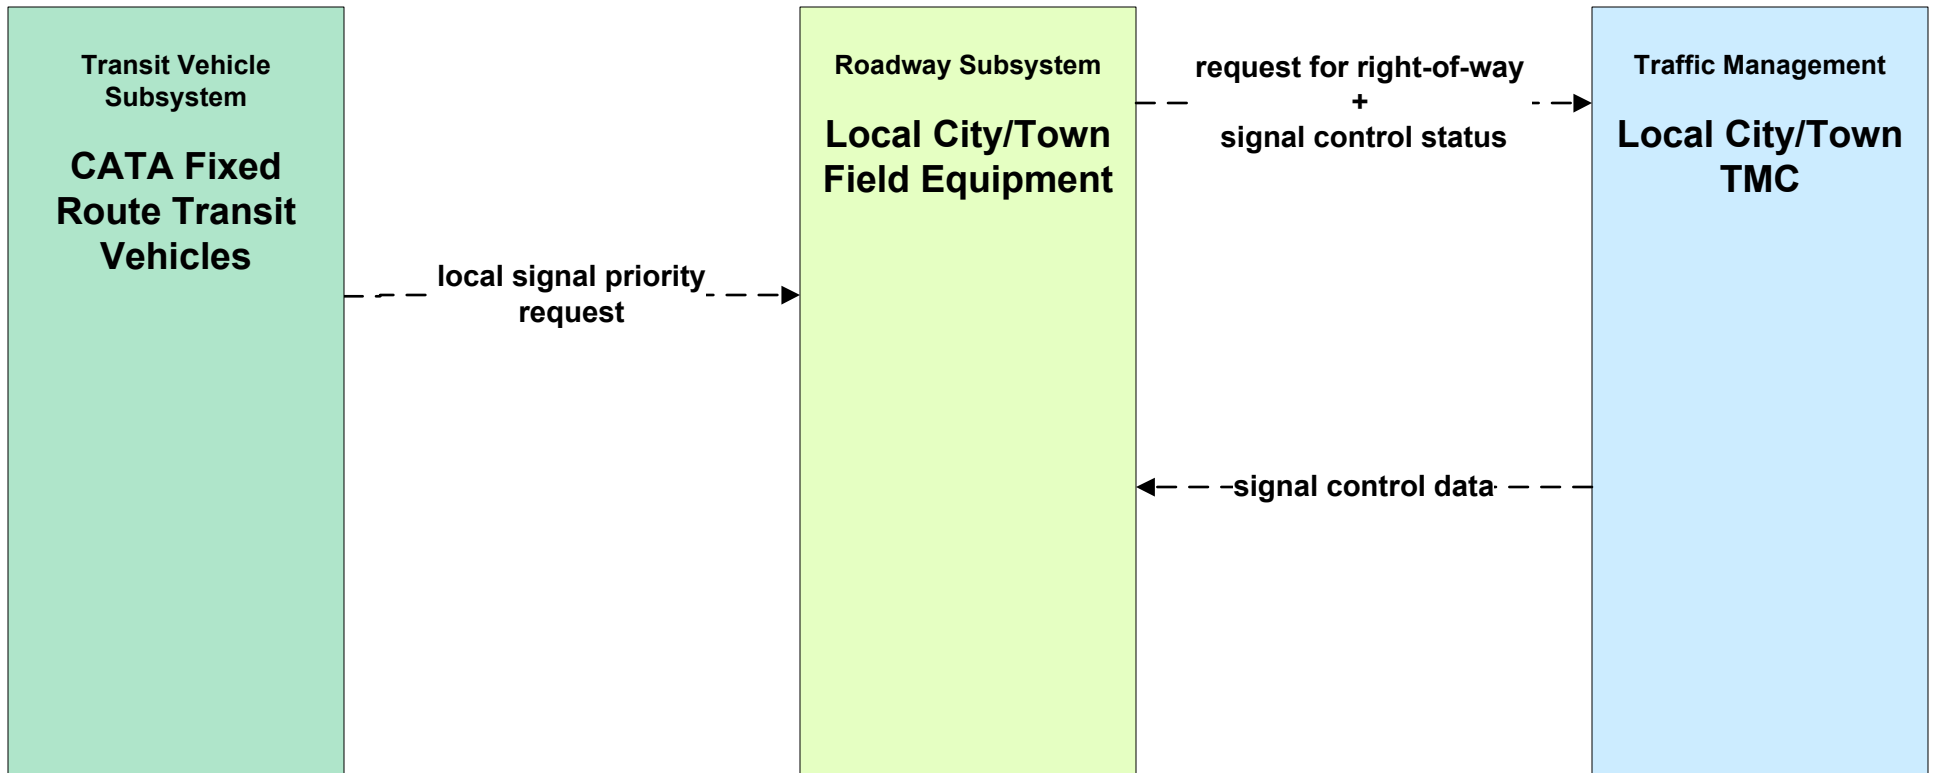 Transit Vehicle
Subsystem
CATA Fixed
Route Transit
Vehicles
local signal priority
request
Roadway Subsystem
Local City/Town
Field Equipment
request for right-of-way
+
signal control status
signal control data
Traffic Management
Local City/Town
TMC